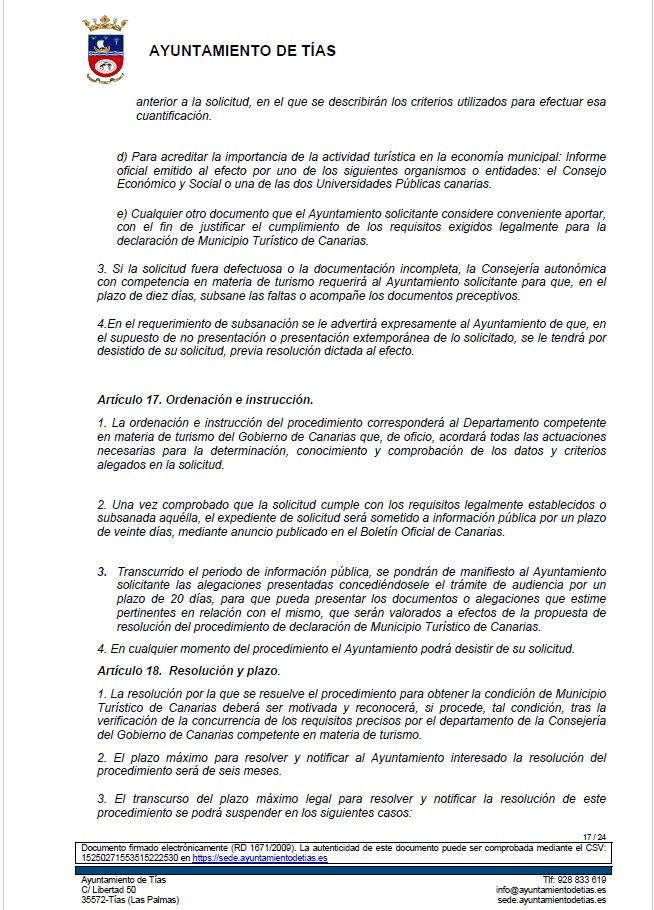 AYUNTAMIENTO DE TÍAS
anterior a la solicitud, en el que se describirán los criterios utilizados para efectuar esa
cuantificación.
d) Para acreditar la importancia de la actividad turística en la economía municipal: Informe
oficial emitido al efecto por uno de los siguientes organismos o entidades: el Consejo
Económico y Social o una de las dos Universidades Públicas canarias.
e) Cualquier otro documento que el Ayuntamiento solicitante considere conveniente aportar,
con el fin de justificar el cumplimiento de los requisitos exigidos legalmente para la
declaración de Municipio Turístico de Canarias.
3. Si la solicitud fuera defectuosa o la documentación incompleta, la Consejería autonómica
con competencia en materia de turismo requerirá al Ayuntamiento solicitante para que, en el
plazo de diez días, subsane las faltas o acompañe los documentos preceptivos.
4.En el requerimiento de subsanación se le advertirá expresamente al Ayuntamiento de que, en
el supuesto de no presentación o presentación extemporánea de lo solicitado, se le tendrá por
desistido de su solicitud, previa resolución dictada al efecto.
Artículo 17. Ordenación e instrucción.
1. La ordenación e instrucción del procedimiento corresponderá al Departamento competente
en materia de turismo del Gobierno de Canarias que, de oficio, acordará todas las actuaciones
necesarias para la determinación, conocimiento y comprobación de los datos y criterios
alegados en la solicitud.
2. Una vez comprobado que la solicitud cumple con los requisitos legalmente establecidos o
subsanada aquélla, el expediente de solicitud será sometido a información pública por un plazo
de veinte días, mediante anuncio publicado en el Boletín Oficial de Canarias.
3. Transcurrido el periodo de información pública, se pondrán de manifiesto al Ayuntamiento
solicitante las alegaciones presentadas concediéndosele el trámite de audiencia por un
plazo de 20 días, para que pueda presentar los documentos o alegaciones que estime
pertinentes en relación con el mismo, que serán valorados a efectos de la propuesta de
resolución del procedimiento de declaración de Municipio Turístico de Canarias.
4. En cualquier momento del procedimiento el Ayuntamiento podrá desistir de su solicitud.
Artículo 18. Resolución y plazo.
1. La resolución por la que se resuelve el procedimiento para obtener la condición de Municipio
Turístico de Canarias deberá ser motivada y reconocerá, si procede, tal condición, tras la
verificación de la concurrencia de los requisitos precisos por el departamento de la Consejería
del Gobierno de Canarias competente en materia de turismo.
2. El plazo máximo para resolver y notificar al Ayuntamiento interesado la resolución del
procedimiento será de seis meses.
3. El transcurso del plazo máximo legal para resolver y notificar la resolución de este
procedimiento se podrá suspender en los siguientes casos:
17 / 24
Documento firmado electrónicamente (RD 1671/2009). La autenticidad de este documento puede ser comprobada mediante el CSV:
15250271553515222530 en https://sede.ayuntamientodetias.es
Ayuntamiento de Tías
Tlf: 928 833 619
C/ Libertad 50
info@ayuntamientodetias.es
35572-Tías (Las Palmas)
sede.ayuntamientodetias.es